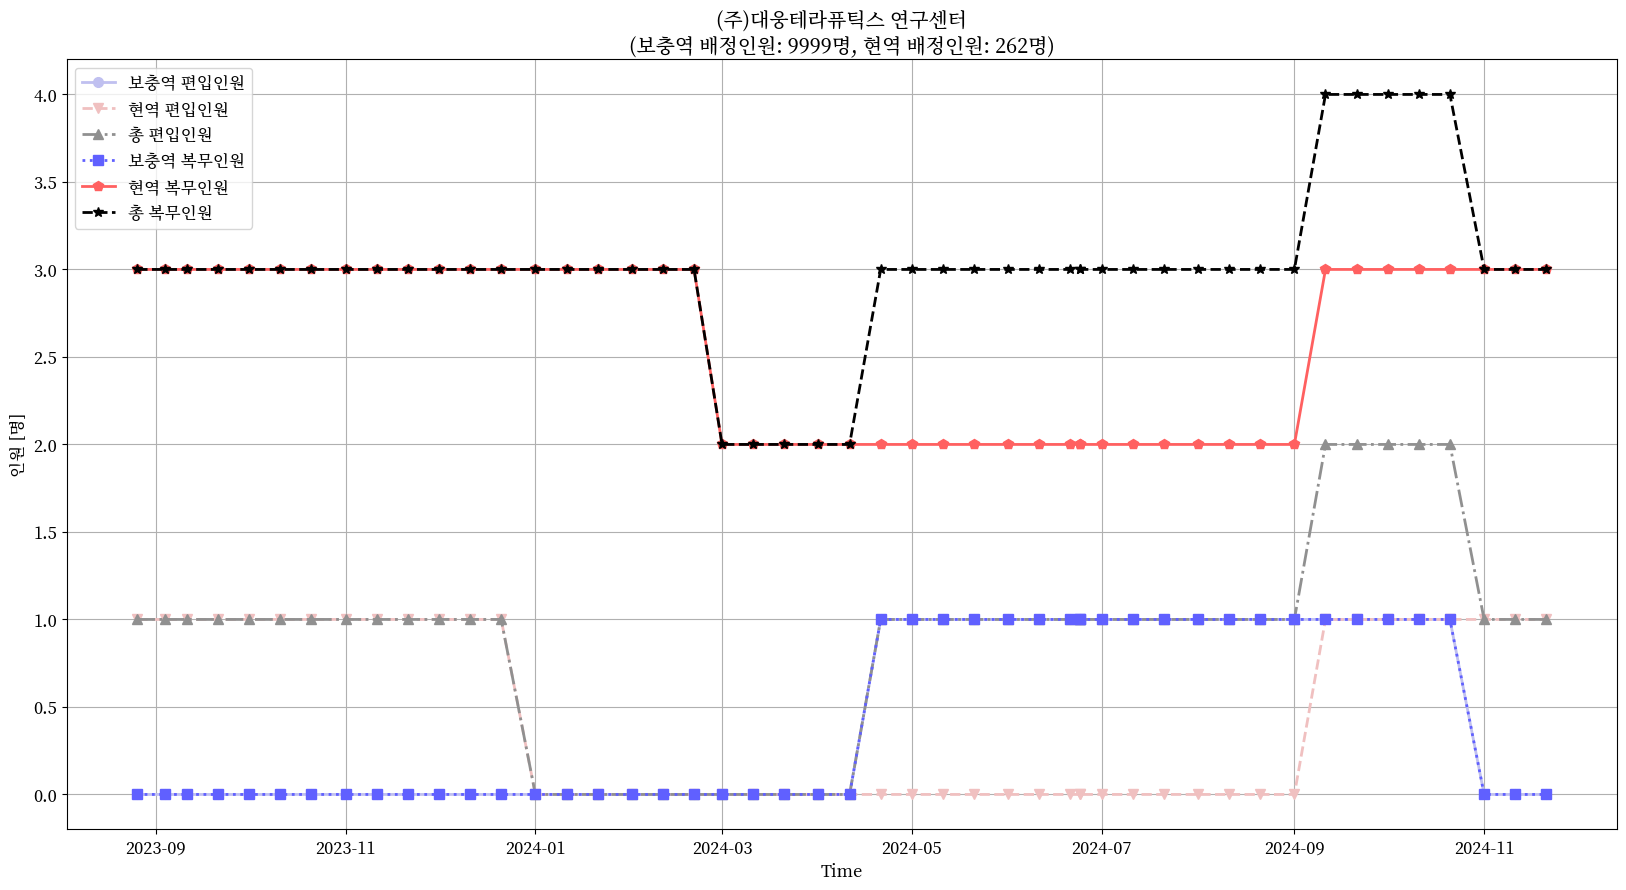 (주)대웅테라퓨틱스 연구센터
(보충역 배정인원: 9999명, 현역 배정인원: 262명)
보충역 편입인원
현역 편입인원
총 편입인원
보충역 복무인원
현역 복무인원
총 복무인원
4.0
3.5
3.0
2.5
2.0
1.5
1.0
0.5
0.0
인원 [명]
2023-09
2023-11
2024-01
2024-03
2024-05
2024-07
2024-09
2024-11
Time